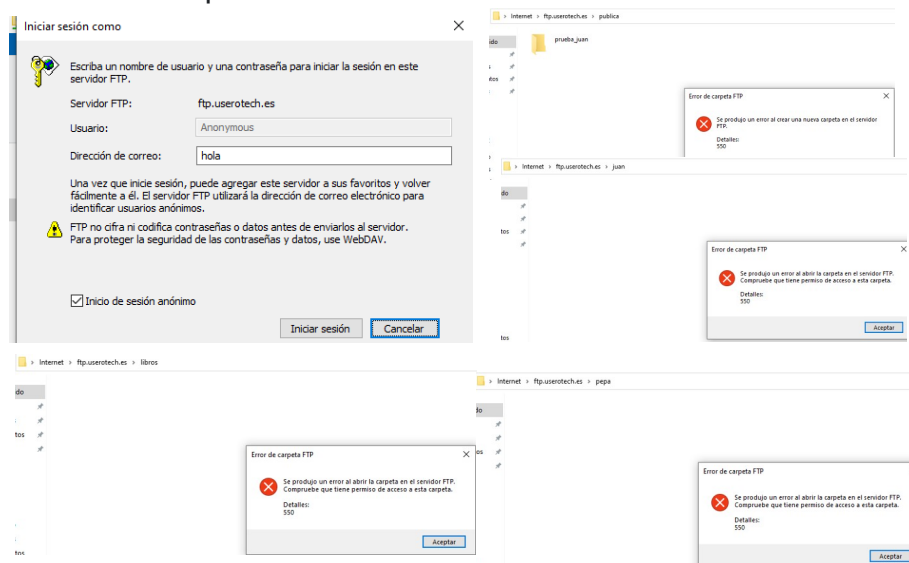 Iniciar sesión como
Escriba un nombre de usuario y una contraseña para iniciar la sesión en este
servidor FTP.
Servidor FTP: ftp.userotech.es
Usuario: Anonymous
Dirección de correo: hola
Una vez que inicie sesión, puede agregar este servidor a sus favoritos y volver
fácilmente a él. El servidor FTP utilizará la dirección de correo electrónico para
identificar usuarios anónimos.
FTP no cifra ni codifica contraseñas o datos antes de enviarlos al servidor.
Para proteger la seguridad de las contraseñas y datos, use WebDAV.
Inicio de sesión anónimo
Iniciar sesión Cancelar
> Internet > ftp.userotech.es > publica
ido
prueba_juan
tos
Error de carpeta FTP
Se produjo un error al crear una nueva carpeta en el servidor
FTP.
Detalles:
550
> Internet > ftp.userotech.es > juan
do
tos
Error de carpeta FTP
Se produjo un error al abrir la carpeta en el servidor FTP.
Compruebe que tiene permiso de acceso a esta carpeta.
Detalles:
550
Aceptar
tos
> Internet > ftp.userotech.es > libros
do
tos
Error de carpeta FTP
Se produjo un error al abrir la carpeta en el servidor FTP.
Compruebe que tiene permiso de acceso a esta carpeta.
Detalles:
550
Aceptar
tos
> Internet > ftp.userotech.es > pepa
do
os
Error de carpeta FTP
Se produjo un error al abrir la carpeta en el servidor FTP.
Compruebe que tiene permiso de acceso a esta carpeta.
Detalles:
550
Aceptar